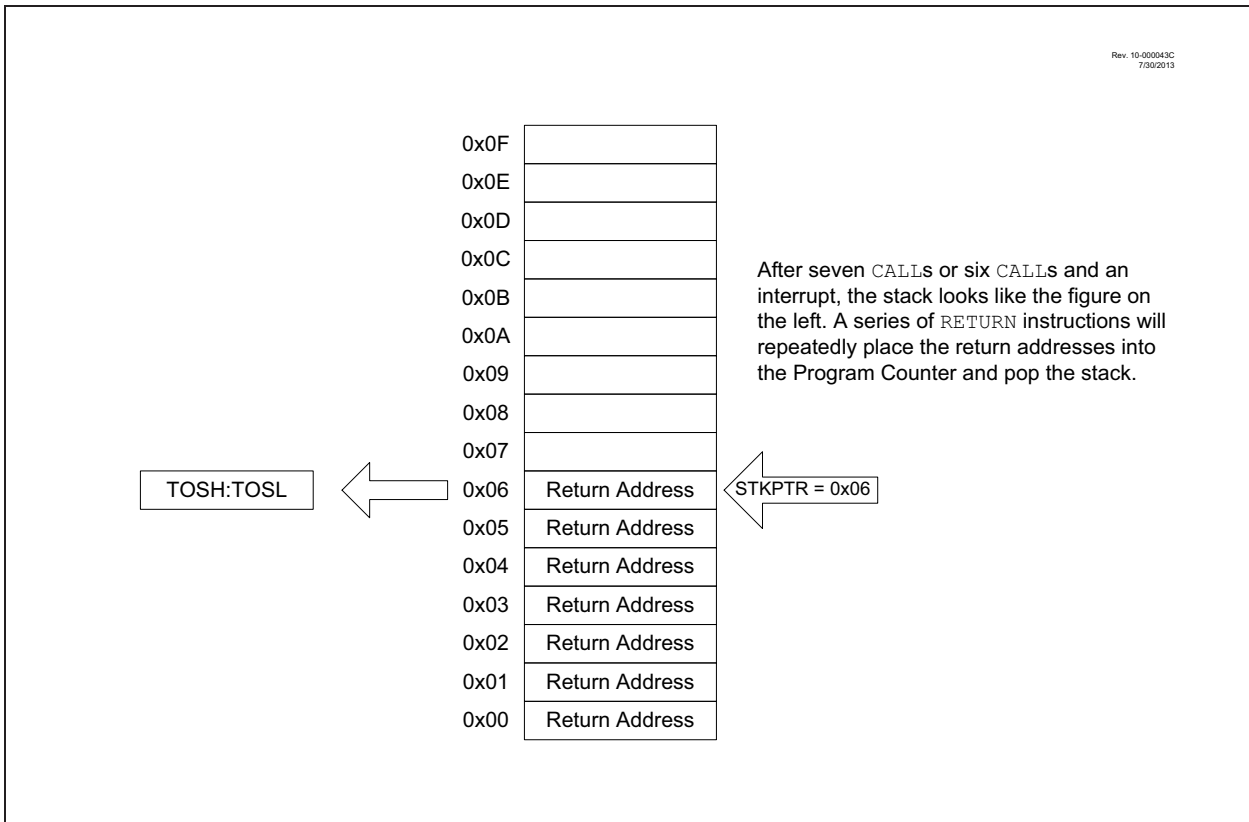 Rev. 10-000043C
7/30/2013
0x0F
0x0E
0x0D
0x0C
0x0B
0x0A
0x09
0x08
0x07
After seven CALLs or six CALLs and an
interrupt, the stack looks like the figure on
the left. A series of RETURN instructions will
repeatedly place the return addresses into
the Program Counter and pop the stack.
TOSH:TOSL
0x06 Return Address
STKPTR = 0x06
0x05 Return Address
0x04 Return Address
0x03 Return Address
0x02 Return Address
0x01 Return Address
0x00 Return Address